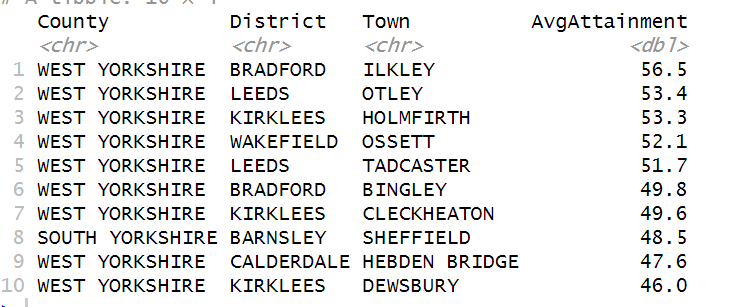 County District Town AvgAttainment
<chr> <chr> <chr> <dbl>
1 WEST YORKSHIRE BRADFORD ILKLEY 56.5
2 WEST YORKSHIRE LEEDS OTLEY 53.4
3 WEST YORKSHIRE KIRKLEES HOLMFIRTH 53.3
4 WEST YORKSHIRE WAKEFIELD OSSETT 52.1
5 WEST YORKSHIRE LEEDS TADCASTER 51.7
6 WEST YORKSHIRE BRADFORD BINGLEY 49.8
7 WEST YORKSHIRE KIRKLEES CLECKHEATON 49.6
8 SOUTH YORKSHIRE BARNSLEY SHEFFIELD 48.5
9 WEST YORKSHIRE CALDERDALE HEBDEN BRIDGE 47.6
10 WEST YORKSHIRE KIRKLEES DEWSBURY 46.0